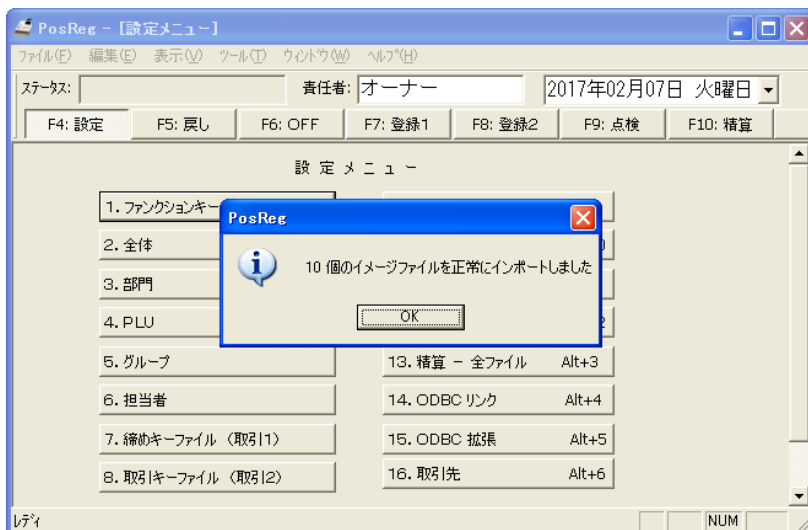 PosReg - [設定メニュー]
ファイル(F) 編集(E) 表示(V) ツール(T) ウィンドウ(W) ヘルプ(H)
ステータス: 責任者: オーナー 2017年02月07日 火曜日
F4: 設定 F5: 戻し F6: OFF F7: 登録1 F8: 登録2 F9: 点検 F10: 精算
設 定 メ ニ ュ ー
1. ファンクションキー
2. 全体
3. 部門
4. PLU
5. グループ
6. 担当者
7. 締めキーファイル (取引1)
8. 取引キーファイル (取引2)
PosReg
10 個のイメージファイルを正常にインポートしました
OK
13. 精算 - 全ファイル Alt+3
14. ODBC リンク Alt+4
15. ODBC 拡張 Alt+5
16. 取引先 Alt+6
レディ NUM